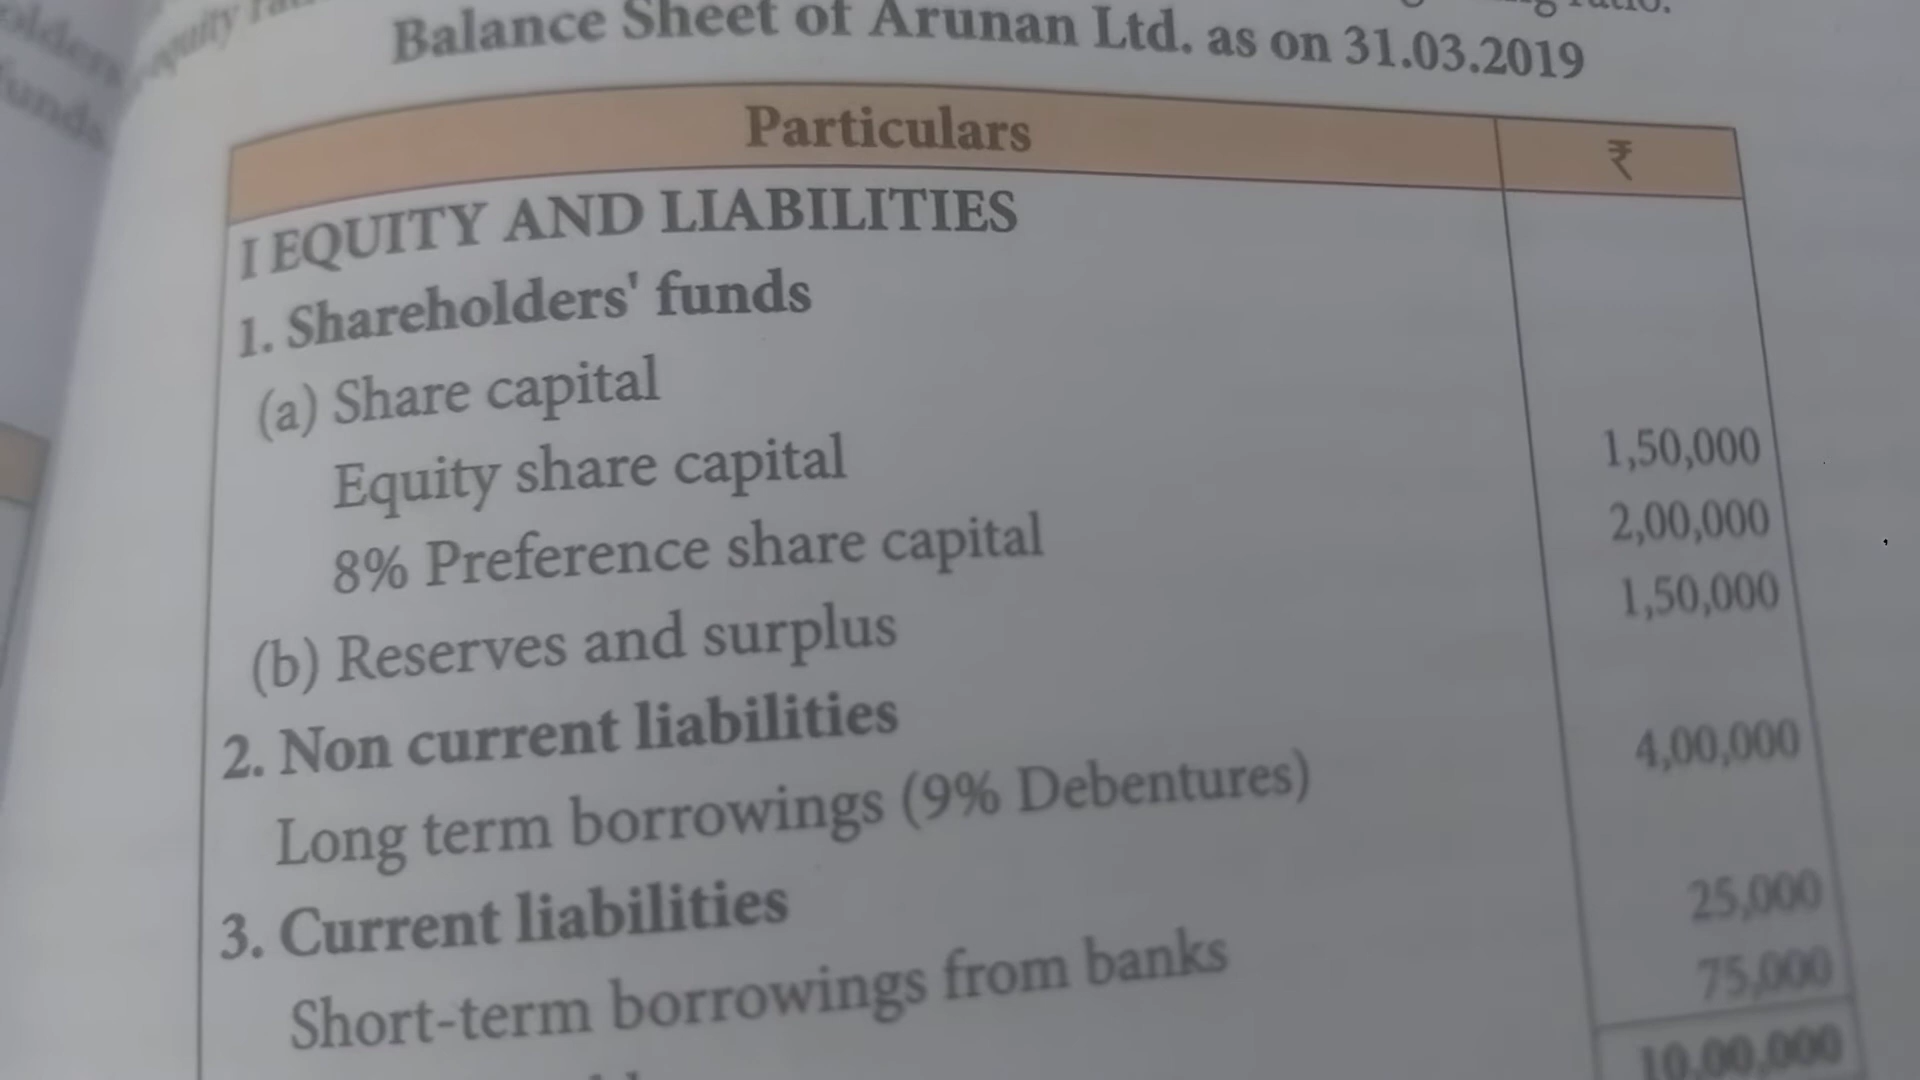 equity
Balance Sheet of Arunan Ltd. as on 31.03.2019
Particulars ₹
I EQUITY AND LIABILITIES
1. Shareholders' funds
(a) Share capital
Equity share capital 1,50,000
8% Preference share capital 2,00,000
(b) Reserves and surplus 1,50,000
2. Non current liabilities
Long term borrowings (9% Debentures) 4,00,000
3. Current liabilities
Short-term borrowings from banks 25,000
75,000
10,00,000